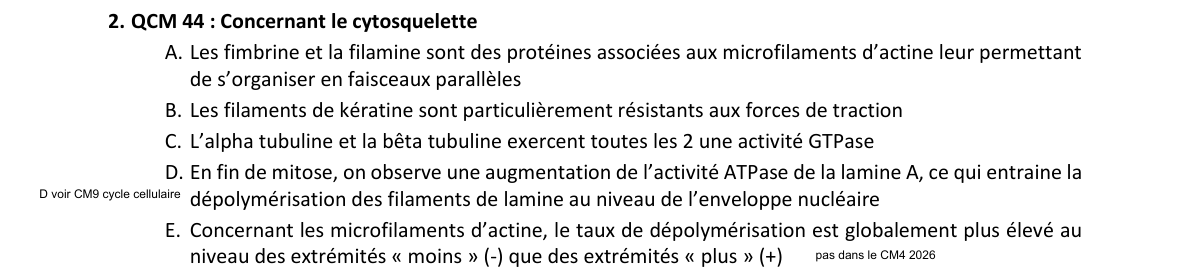 2. QCM 44 : Concernant le cytosquelette
A. Les fimbrine et la filamine sont des protéines associées aux microfilaments d’actine leur permettant
de s’organiser en faisceaux parallèles
B. Les filaments de kératine sont particulièrement résistants aux forces de traction
C. L’alpha tubuline et la bêta tubuline exercent toutes les 2 une activité GTPase
D. En fin de mitose, on observe une augmentation de l’activité ATPase de la lamine A, ce qui entraine la
D voir CM9 cycle cellulaire
dépolymérisation des filaments de lamine au niveau de l’enveloppe nucléaire
E. Concernant les microfilaments d’actine, le taux de dépolymérisation est globalement plus élevé au
niveau des extrémités « moins » (-) que des extrémités « plus » (+) pas dans le CM4 2026